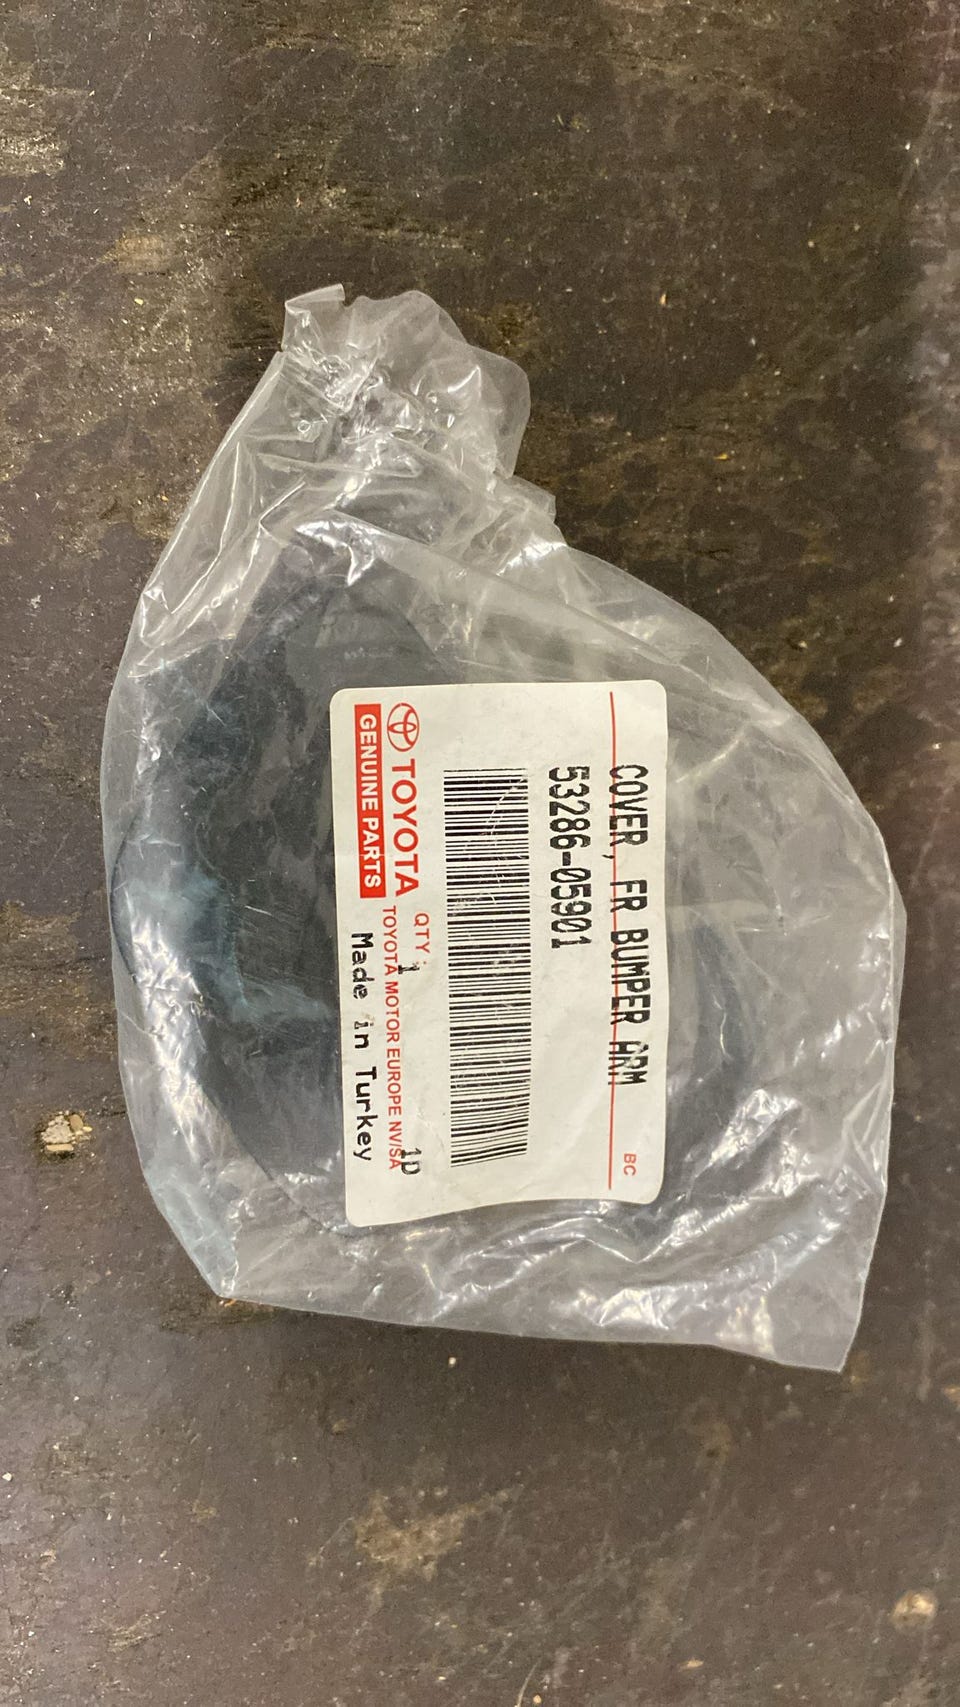 COVER, FR BUMPER ARM
BC
53286-05901
QTY: 1
1D
TOYOTA
TOYOTA MOTOR EUROPE NV/SA
GENUINE PARTS
Made in Turkey